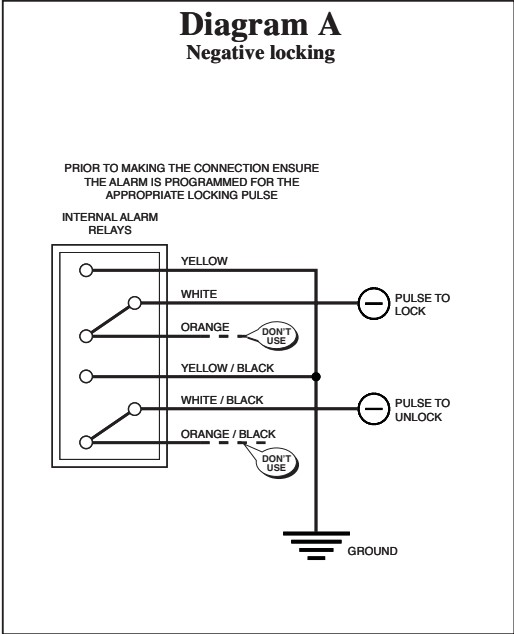 Diagram A
Negative locking
PRIOR TO MAKING THE CONNECTION ENSURE
THE ALARM IS PROGRAMMED FOR THE
APPROPRIATE LOCKING PULSE
INTERNAL ALARM
RELAYS
YELLOW
WHITE
PULSE TO
LOCK
ORANGE
DON'T
USE
YELLOW / BLACK
WHITE / BLACK
PULSE TO
UNLOCK
ORANGE / BLACK
DON'T
USE
GROUND